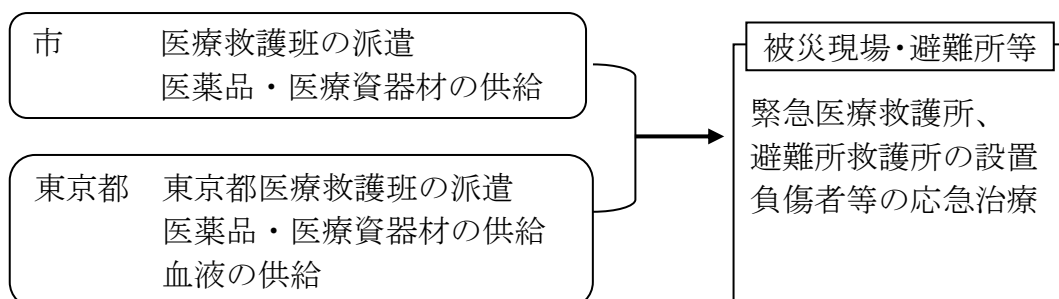 市 医療救護班の派遣
医薬品・医療資器材の供給
東京都 東京都医療救護班の派遣
医薬品・医療資器材の供給
血液の供給
被災現場・避難所等
緊急医療救護所、
避難所救護所の設置
負傷者等の応急治療